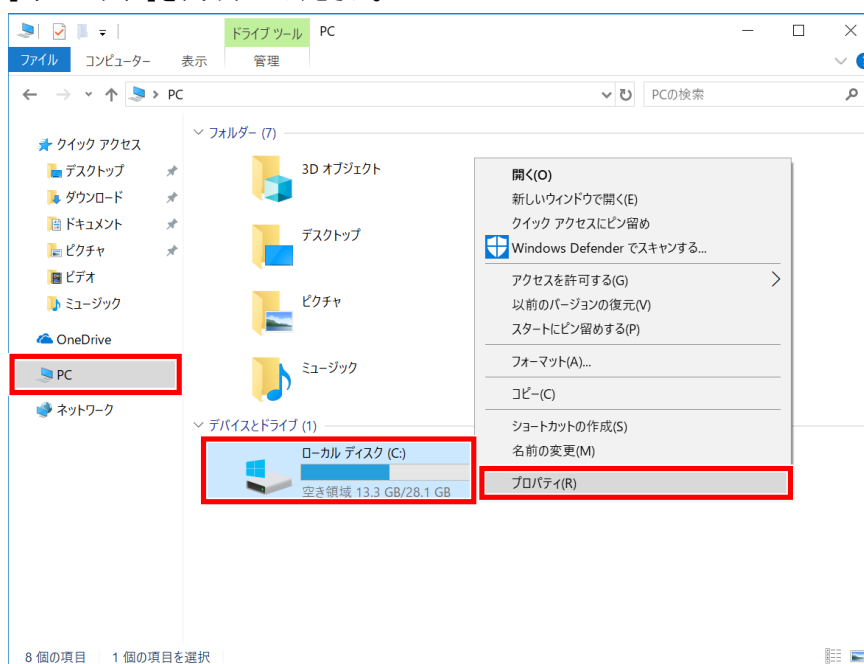 ドライブ ツール
PC
ファイル
コンピューター
表示
管理
PC
PCの検索
クイック アクセス
デスクトップ
ダウンロード
ドキュメント
ピクチャ
ビデオ
ミュージック
OneDrive
PC
ネットワーク
フォルダー (7)
3D オブジェクト
デスクトップ
ピクチャ
ミュージック
デバイスとドライブ (1)
ローカル ディスク (C:)
空き領域 13.3 GB/28.1 GB
開く(O)
新しいウィンドウで開く(E)
クイック アクセスにピン留め
Windows Defender でスキャンする...
アクセスを許可する(G)
以前のバージョンの復元(V)
スタートにピン留めする(P)
フォーマット(A)...
コピー(C)
ショートカットの作成(S)
名前の変更(M)
プロパティ(R)
8 個の項目
1 個の項目を選択